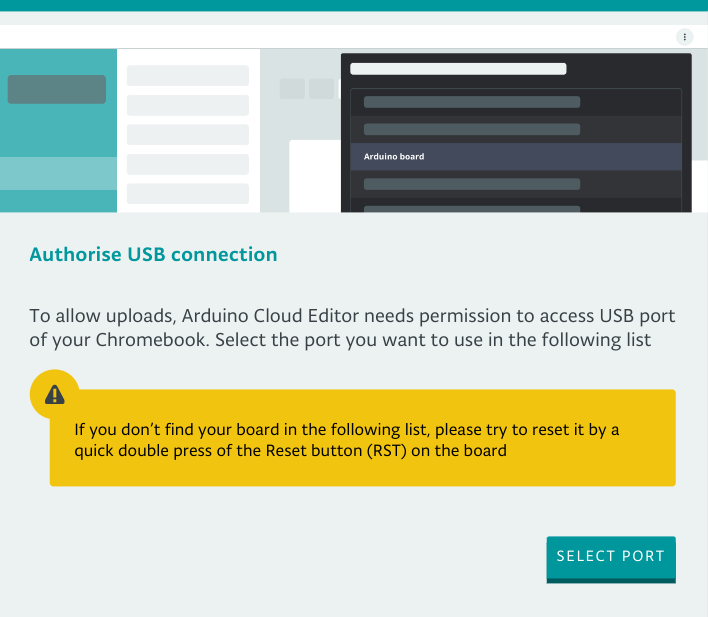 Arduino board
Authorise USB connection
To allow uploads, Arduino Cloud Editor needs permission to access USB port
of your Chromebook. Select the port you want to use in the following list
If you don’t find your board in the following list, please try to reset it by a
quick double press of the Reset button (RST) on the board
SELECT PORT